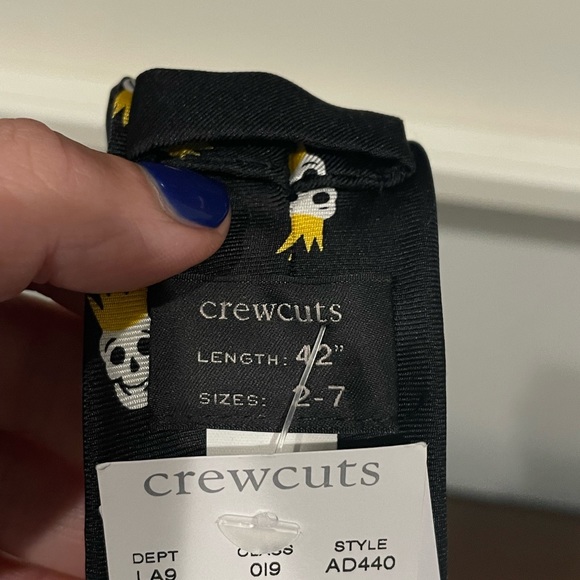 crewcuts
LENGTH: 42"
SIZES: 2-7
crewcuts
DEPT CLASS STYLE
LA9 019 AD440